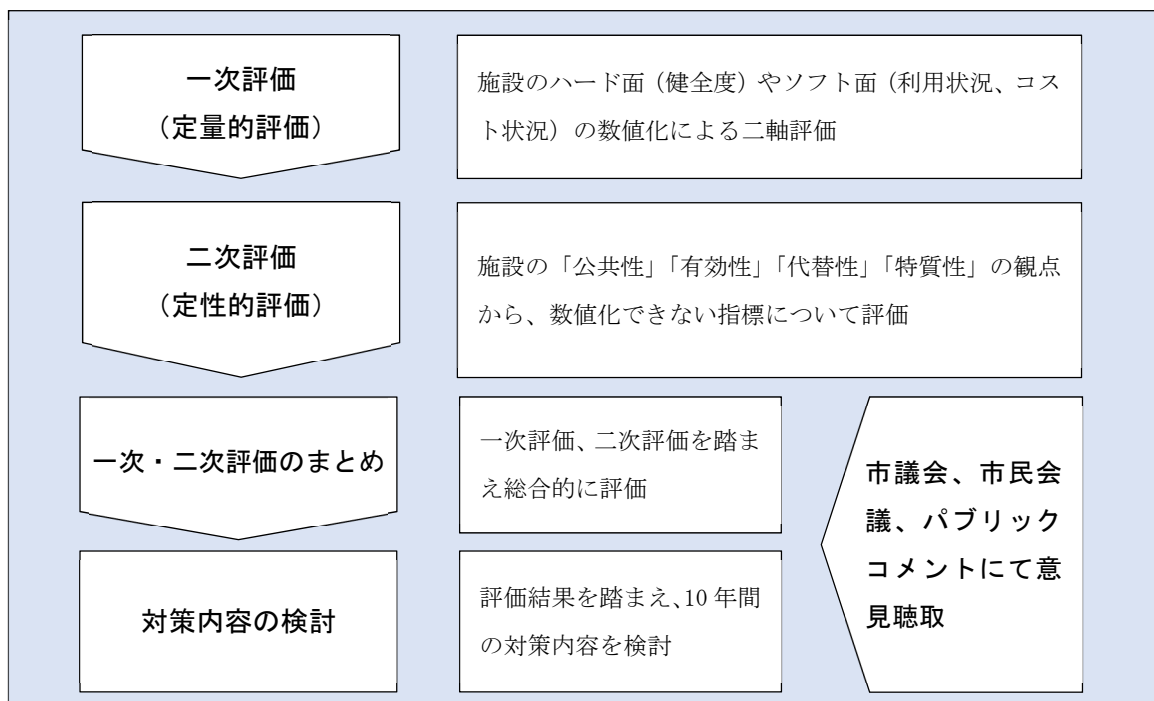 一次評価
（定量的評価）
施設のハード面（健全度）やソフト面（利用状況、コス
ト状況）の数値化による二軸評価
二次評価
（定性的評価）
施設の「公共性」「有効性」「代替性」「特質性」の観点
から、数値化できない指標について評価
一次・二次評価のまとめ
一次評価、二次評価を踏ま
え総合的に評価
対策内容の検討
評価結果を踏まえ、10 年間
の対策内容を検討
市議会、市民会
議、パブリック
コメントにて意
見聴取